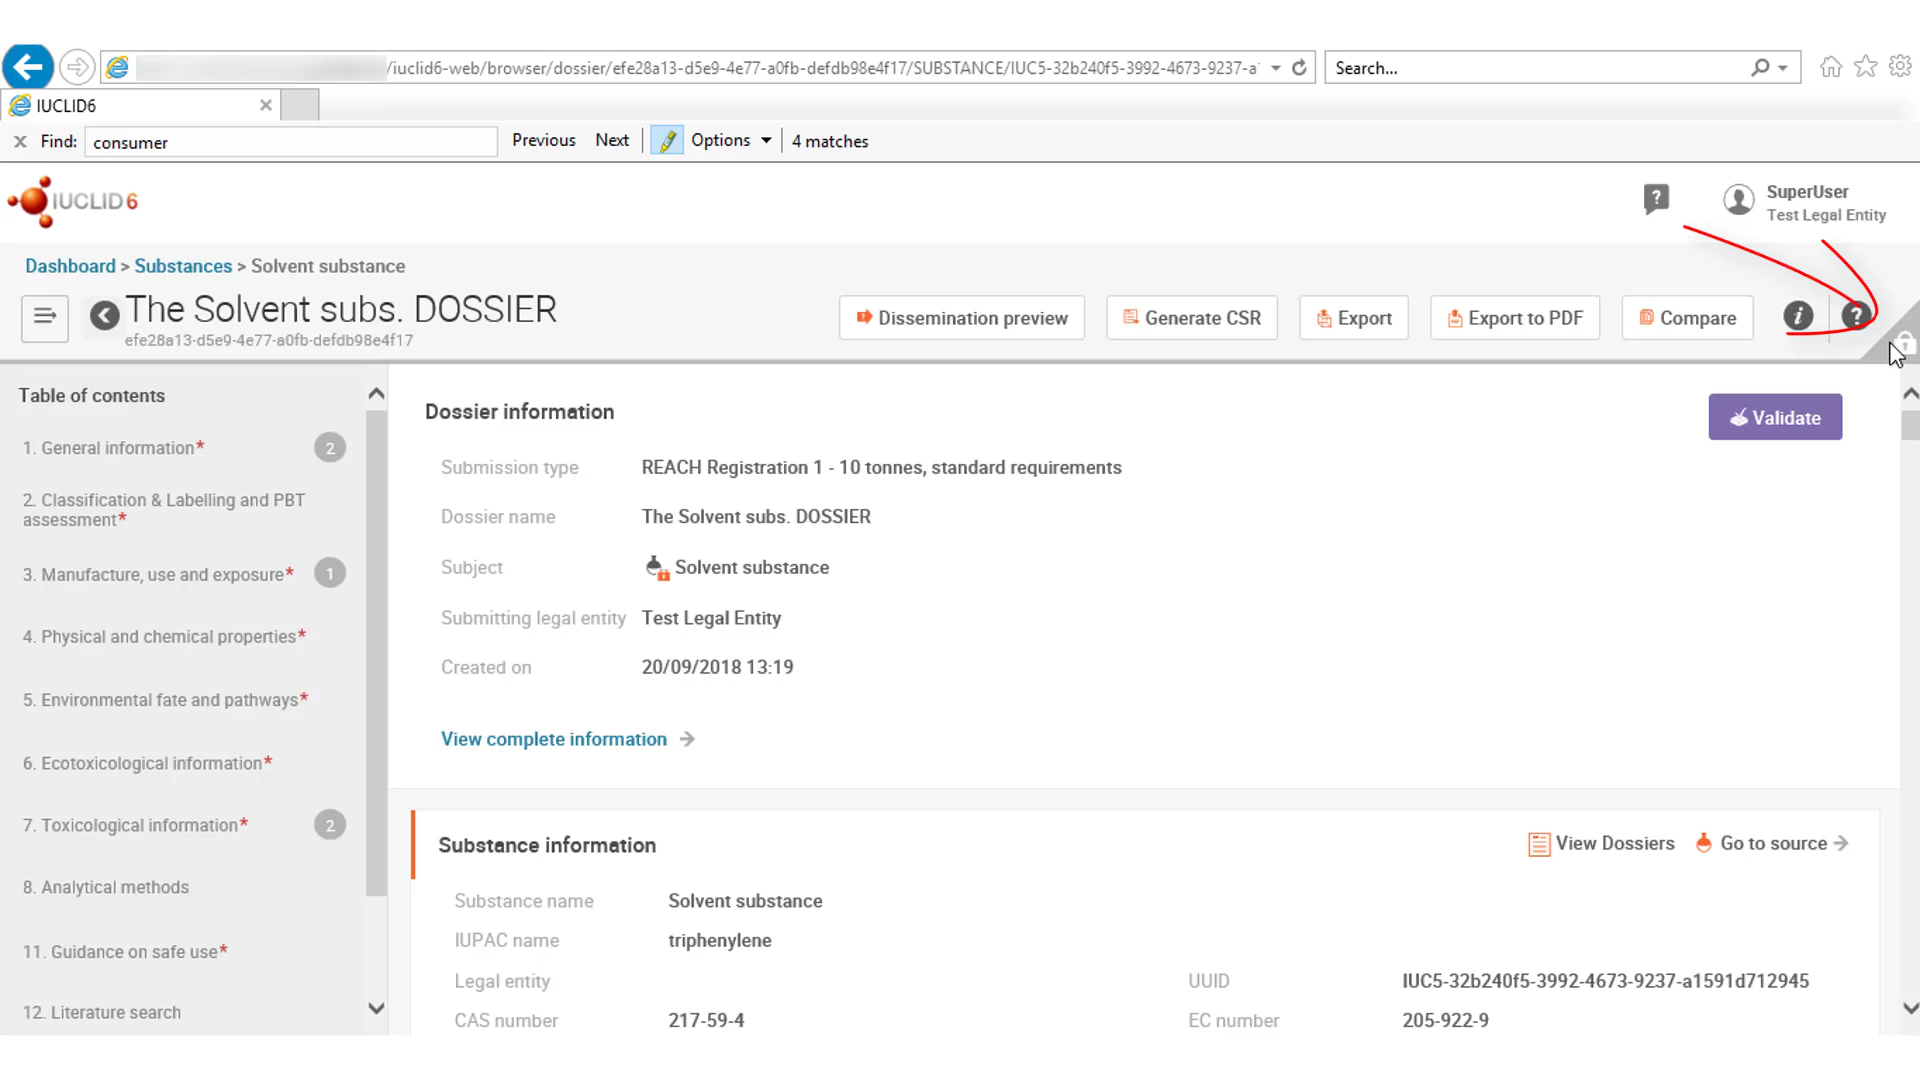 /iuclid6-web/browser/dossier/efe28a13-d5e9-4e77-a0fb-defdb98e4f17/SUBSTANCE/IUC5-32b240f5-3992-4673-9237-a
Search...
IUCLID6
Find: consumer Previous Next Options 4 matches
IUCLID 6
SuperUser
Test Legal Entity
Dashboard > Substances > Solvent substance
The Solvent subs. DOSSIER
efe28a13-d5e9-4e77-a0fb-defdb98e4f17
Dissemination preview
Generate CSR
Export
Export to PDF
Compare
Table of contents
1. General information* 2
2. Classification & Labelling and PBT
assessment*
3. Manufacture, use and exposure* 1
4. Physical and chemical properties*
5. Environmental fate and pathways*
6. Ecotoxicological information*
7. Toxicological information* 2
8. Analytical methods
11. Guidance on safe use*
12. Literature search
Dossier information
Validate
Submission type REACH Registration 1 - 10 tonnes, standard requirements
Dossier name The Solvent subs. DOSSIER
Subject Solvent substance
Submitting legal entity Test Legal Entity
Created on 20/09/2018 13:19
View complete information
Substance information
View Dossiers
Go to source
Substance name Solvent substance
IUPAC name triphenylene
Legal entity
UUID IUC5-32b240f5-3992-4673-9237-a1591d712945
CAS number 217-59-4
EC number 205-922-9